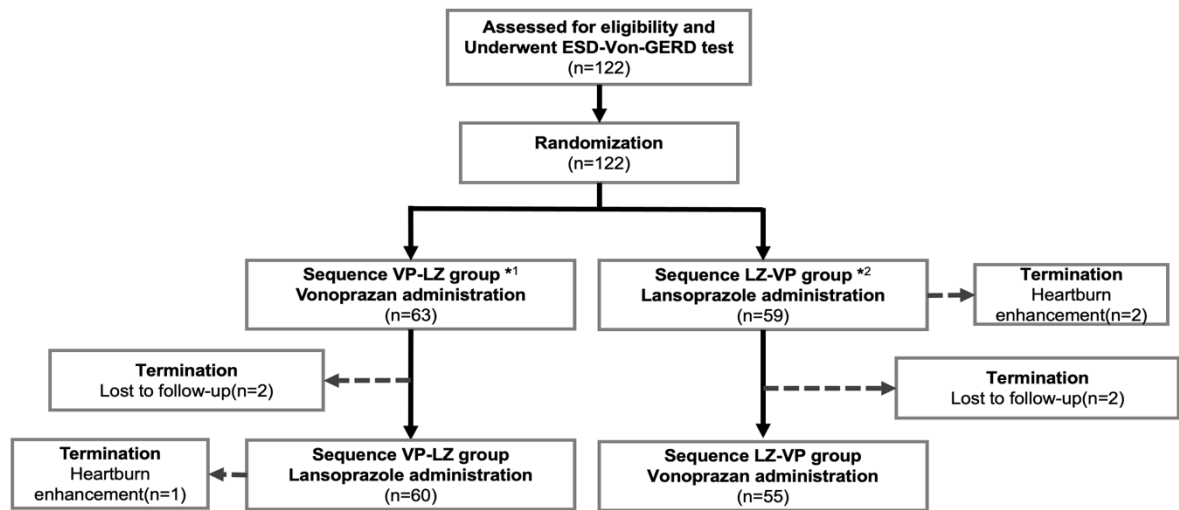 Assessed for eligibility and
Underwent ESD-Von-GERD test
(n=122)
Randomization
(n=122)
Sequence VP-LZ group *1
Vonoprazan administration
(n=63)
Sequence LZ-VP group *2
Lansoprazole administration
(n=59)
Termination
Heartburn
enhancement(n=2)
Termination
Lost to follow-up(n=2)
Termination
Lost to follow-up(n=2)
Termination
Heartburn
enhancement(n=1)
Sequence VP-LZ group
Lansoprazole administration
(n=60)
Sequence LZ-VP group
Vonoprazan administration
(n=55)